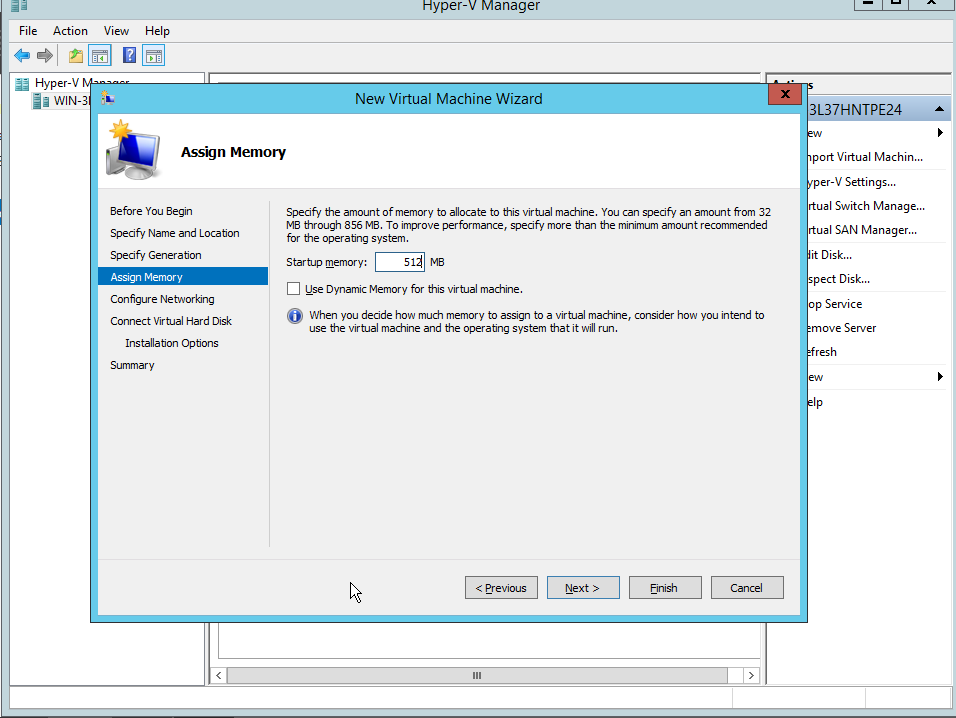 Hyper-V Manager
File Action View Help
Hyper-V Manager
WIN-3
New Virtual Machine Wizard
x
Assign Memory
Before You Begin
Specify Name and Location
Specify Generation
Assign Memory
Configure Networking
Connect Virtual Hard Disk
Installation Options
Summary
Specify the amount of memory to allocate to this virtual machine. You can specify an amount from 32
MB through 856 MB. To improve performance, specify more than the minimum amount recommended
for the operating system.
Startup memory: 512 MB
Use Dynamic Memory for this virtual machine.
When you decide how much memory to assign to a virtual machine, consider how you intend to
use the virtual machine and the operating system that it will run.
< Previous Next > Finish Cancel
3L37HNTPE24
ew
mport Virtual Machin...
yper-V Settings...
rtual Switch Manage...
rtual SAN Manager...
dit Disk...
spect Disk...
op Service
emove Server
efresh
ew
elp